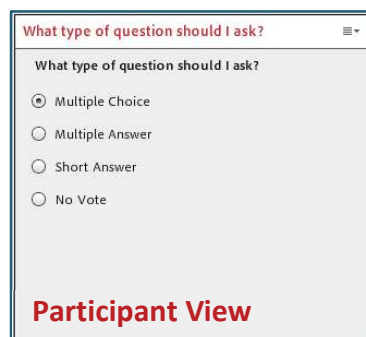 What type of question should I ask?
What type of question should I ask?
Multiple Choice
Multiple Answer
Short Answer
No Vote
Participant View